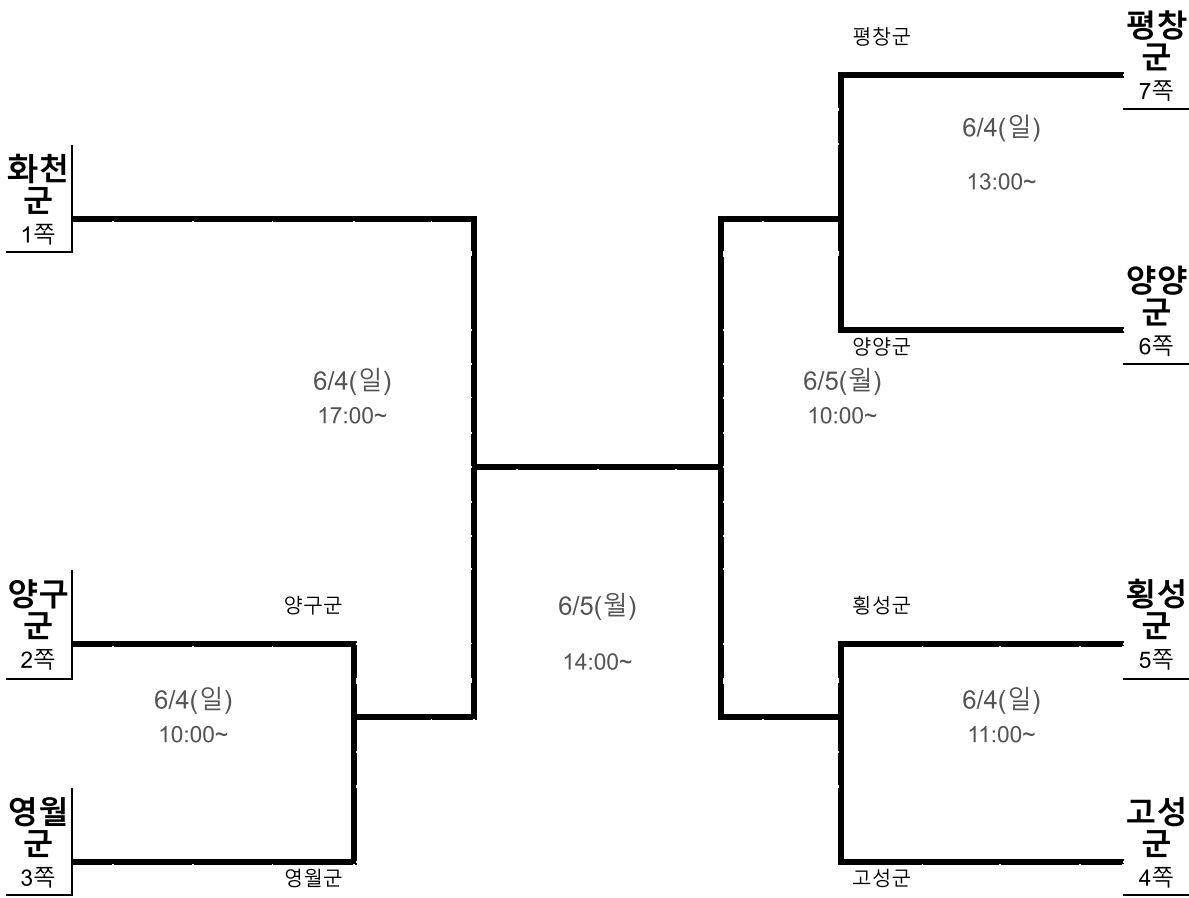 평창군
평창
군
7쪽
6/4(일)
13:00~
화천
군
1쪽
양양
군
6쪽
양양군
6/4(일)
17:00~
6/5(월)
10:00~
양구
군
2쪽
양구군
6/5(월)
14:00~
횡성군
횡성
군
5쪽
6/4(일)
10:00~
6/4(일)
11:00~
영월
군
3쪽
영월군
고성군
고성
군
4쪽